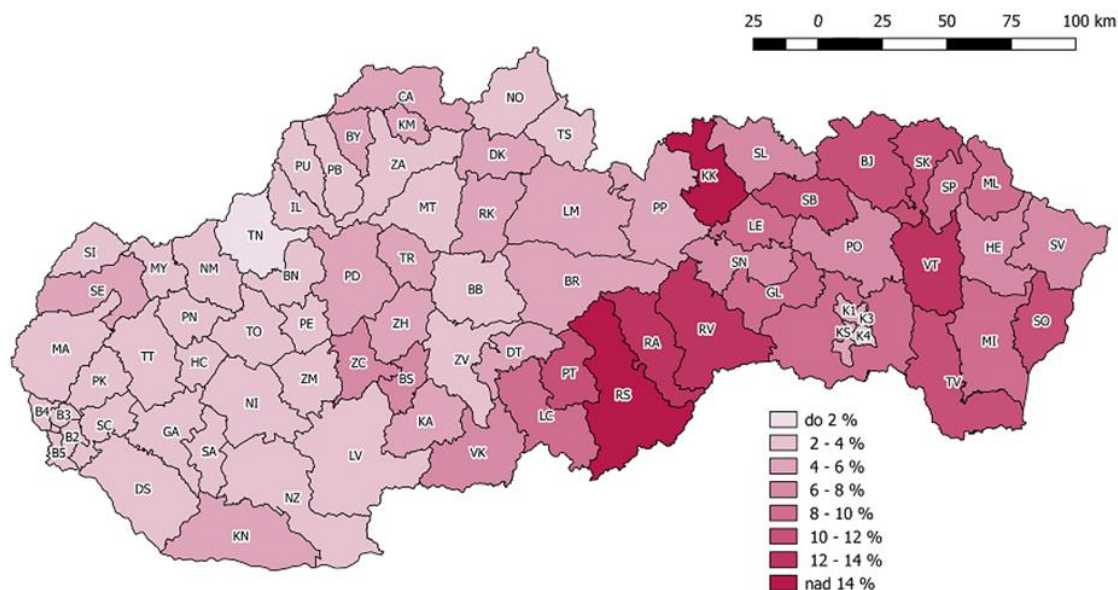 25 0 25 50 75 100 km
NO
CA
KM
BY
TS
PU
PB
ZA
DK
SL
BJ
SK
SP
ML
KK
IL
MT
RK
LM
PP
SB
LE
TN
SI
MY
NM
BN
PD
TR
BB
BR
SN
PO
VT
HE
SV
SE
GL
PN
TO
PE
ZH
K1
K3
KS
K4
SO
MA
TT
HC
ZM
ZC
BS
ZV
DT
PT
RA
RV
MI
PK
NI
RS
TV
B4
B3
B2
B5
SC
GA
SA
LV
KA
VK
LC
DS
NZ
KN
do 2 %
2 - 4 %
4 - 6 %
6 - 8 %
8 - 10 %
10 - 12 %
12 - 14 %
nad 14 %